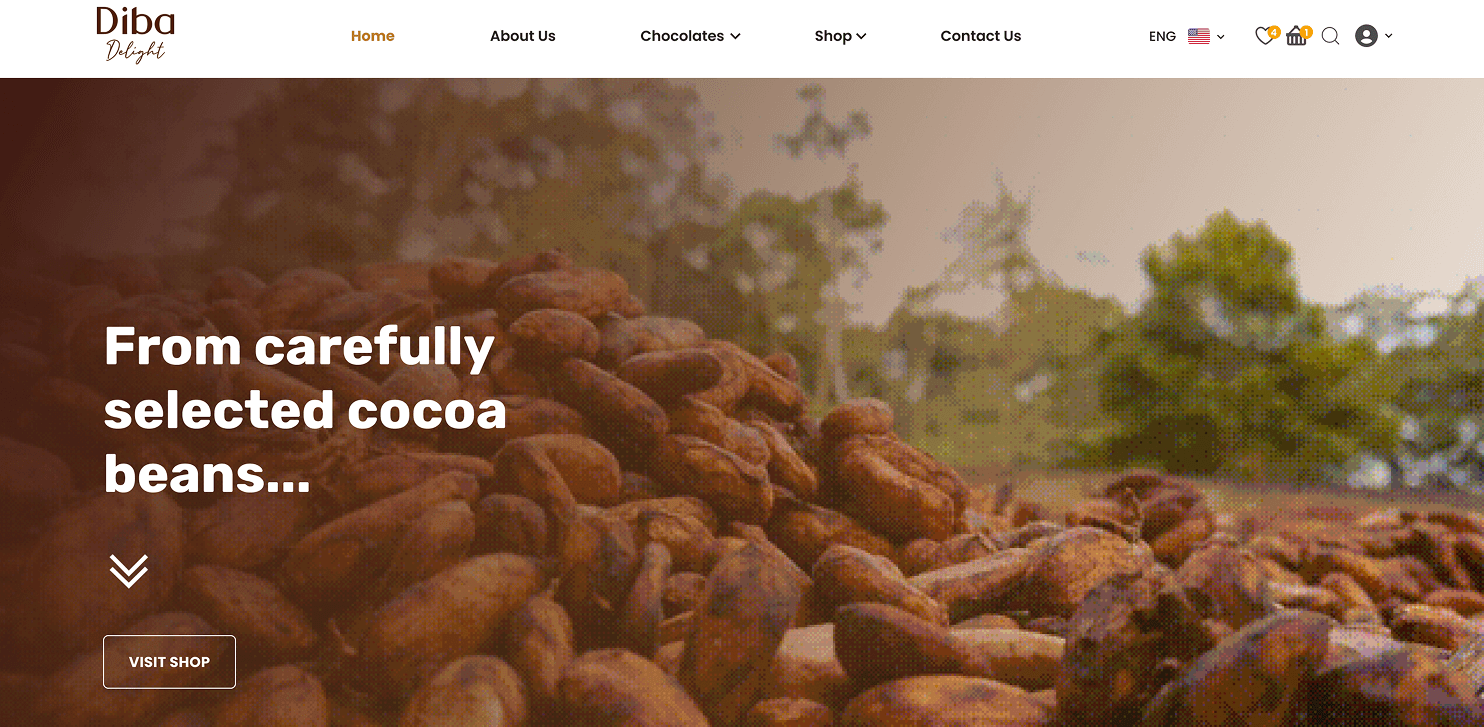 Diba
Delight
Home
About Us
Chocolates
Shop
Contact Us
ENG
4
1
From carefully
selected cocoa
beans...
VISIT SHOP